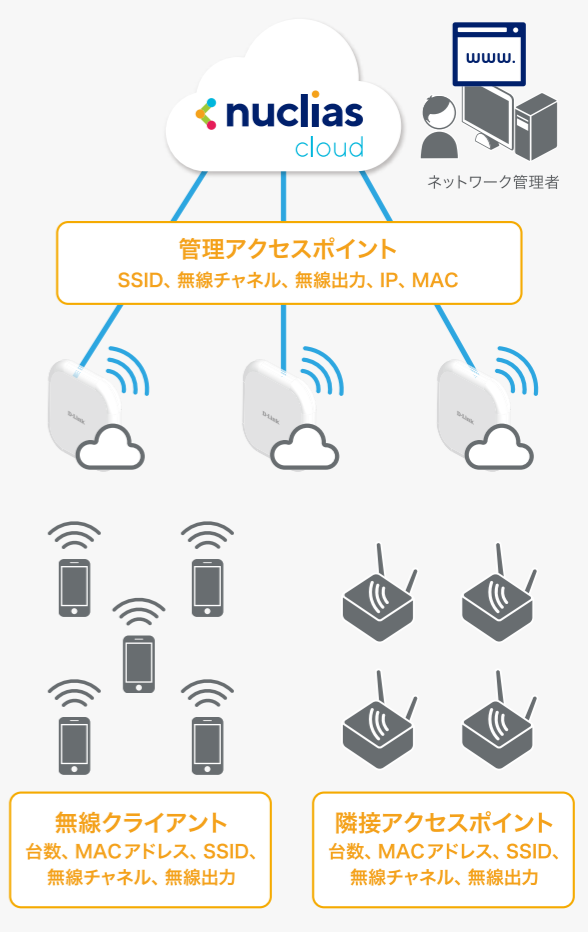 www.
nuclias
cloud
ネットワーク管理者
管理アクセスポイント
SSID、無線チャネル、無線出力、IP、MAC
D-Link
D-Link
D-Link
無線クライアント
台数、MACアドレス、SSID、
無線チャネル、無線出力
隣接アクセスポイント
台数、MACアドレス、SSID、
無線チャネル、無線出力